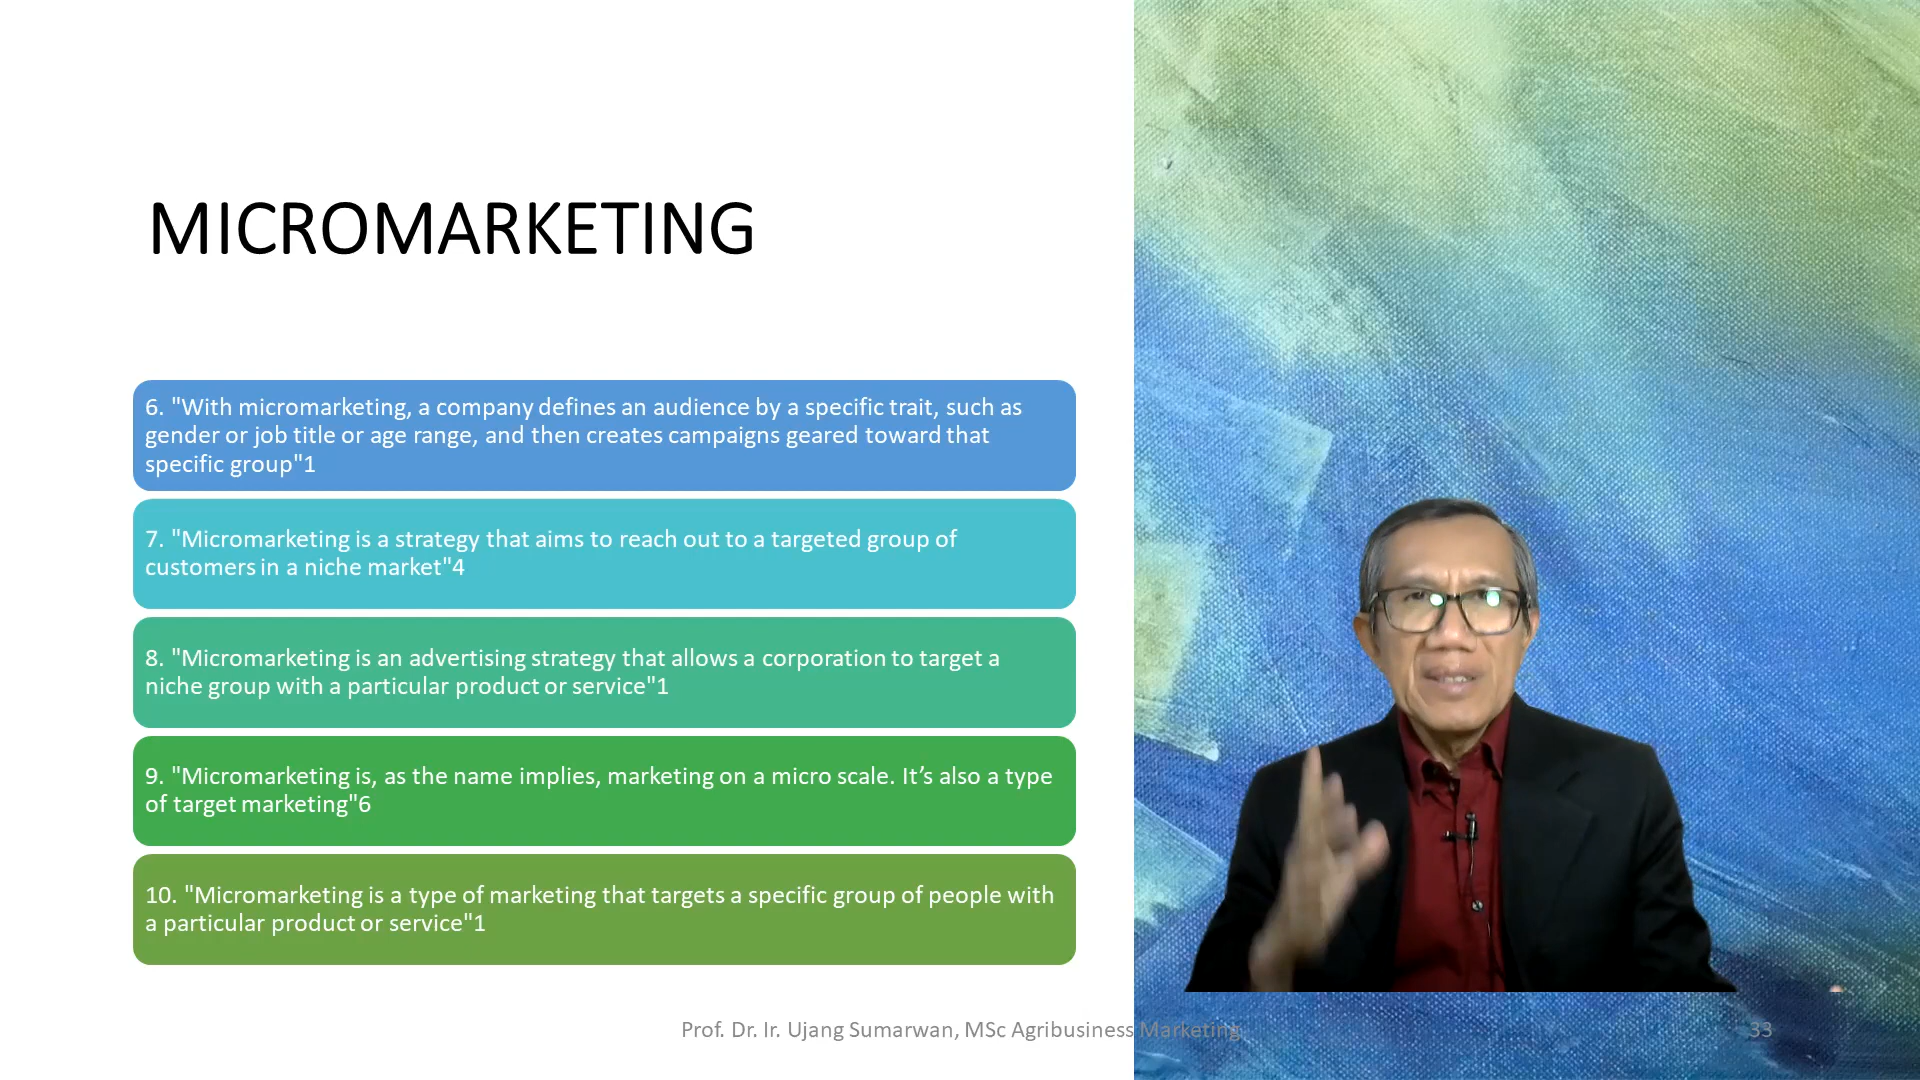 MICROMARKETING
6. "With micromarketing, a company defines an audience by a specific trait, such as
gender or job title or age range, and then creates campaigns geared toward that
specific group"1
7. "Micromarketing is a strategy that aims to reach out to a targeted group of
customers in a niche market"4
8. "Micromarketing is an advertising strategy that allows a corporation to target a
niche group with a particular product or service"1
9. "Micromarketing is, as the name implies, marketing on a micro scale. It’s also a type
of target marketing"6
10. "Micromarketing is a type of marketing that targets a specific group of people with
a particular product or service"1
Prof. Dr. Ir. Ujang Sumarwan, MSc Agribusiness Marketing
33